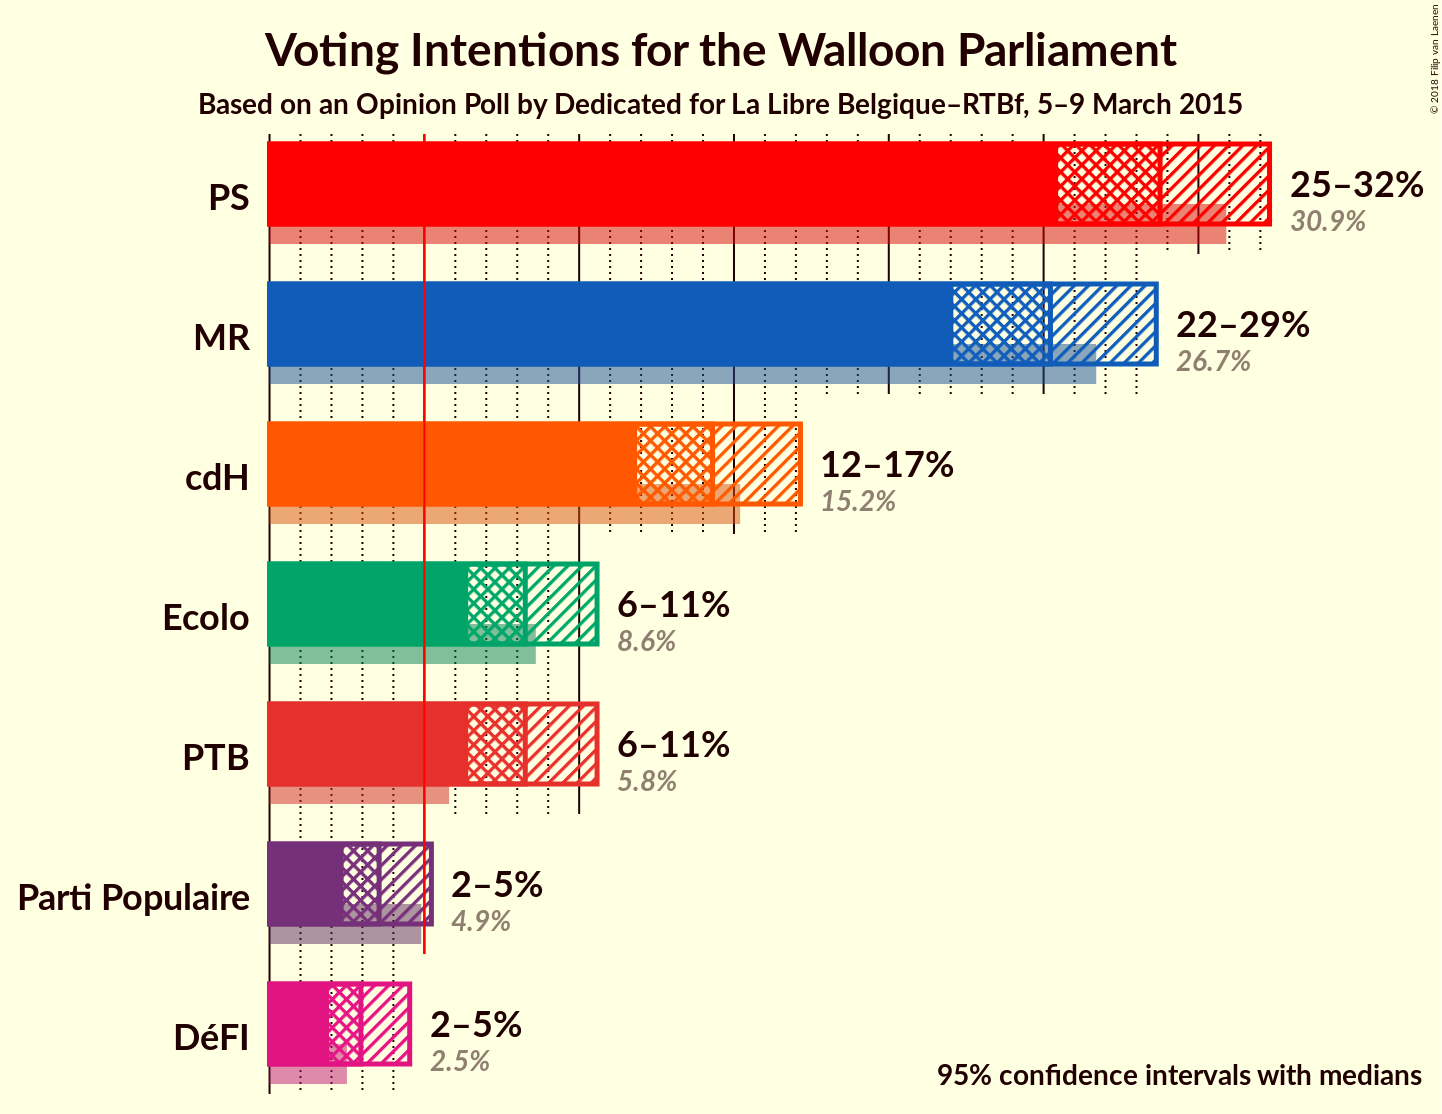 Voting Intentions for the Walloon Parliament
Based on an Opinion Poll by Dedicated for La Libre Belgique–RTBf, 5–9 March 2015
© 2018 Filip van Laenen
PS
25–32%
30.9%
MR
22–29%
26.7%
cdH
12–17%
15.2%
Ecolo
6–11%
8.6%
PTB
6–11%
5.8%
Parti Populaire
2–5%
4.9%
DéFI
2–5%
2.5%
95% confidence intervals with medians